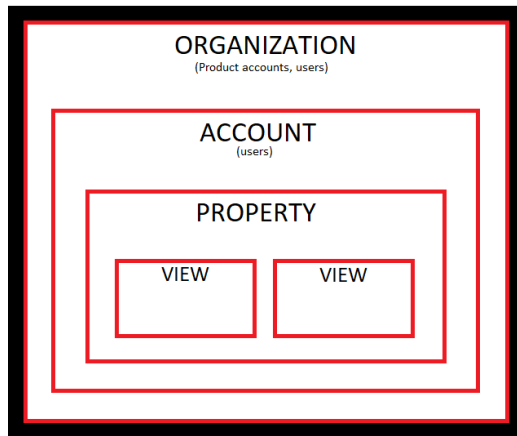 ORGANIZATION
(Product accounts, users)
ACCOUNT
(users)
PROPERTY
VIEW
VIEW